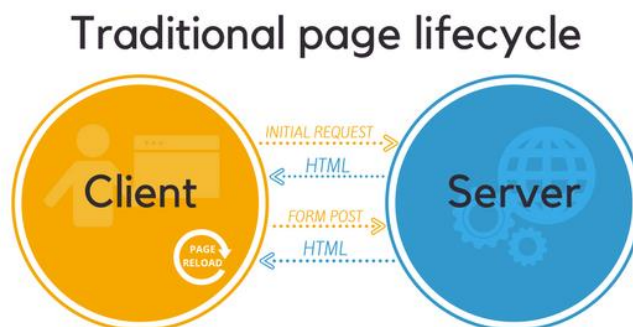 Traditional page lifecycle
INITIAL REQUEST
HTML
Client
Server
FORM POST
HTML
PAGE
RELOAD